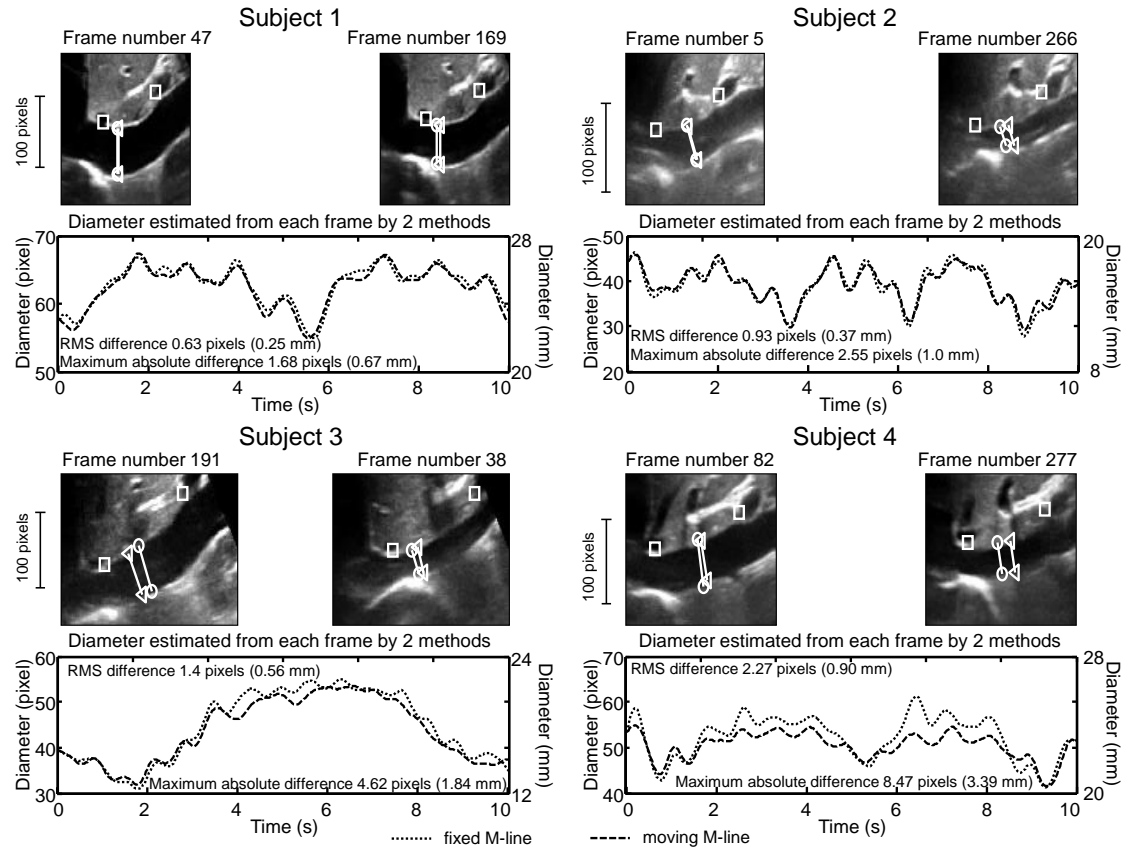 Subject 1
Frame number 47
Frame number 169
100 pixels
Diameter estimated from each frame by 2 methods
Diameter (pixel)
70
60
50
28
20
Diameter (mm)
RMS difference 0.63 pixels (0.25 mm)
Maximum absolute difference 1.68 pixels (0.67 mm)
0 2 4 6 8 10
Time (s)
Subject 2
Frame number 5
Frame number 266
100 pixels
Diameter estimated from each frame by 2 methods
Diameter (pixel)
50
40
30
20
20
8
Diameter (mm)
RMS difference 0.93 pixels (0.37 mm)
Maximum absolute difference 2.55 pixels (1.0 mm)
0 2 4 6 8 10
Time (s)
Subject 3
Frame number 191
Frame number 38
100 pixels
Diameter estimated from each frame by 2 methods
Diameter (pixel)
60
50
40
30
24
12
Diameter (mm)
RMS difference 1.4 pixels (0.56 mm)
Maximum absolute difference 4.62 pixels (1.84 mm)
0 2 4 6 8 10
Time (s)
Subject 4
Frame number 82
Frame number 277
100 pixels
Diameter estimated from each frame by 2 methods
Diameter (pixel)
70
60
50
40
28
20
Diameter (mm)
RMS difference 2.27 pixels (0.90 mm)
Maximum absolute difference 8.47 pixels (3.39 mm)
0 2 4 6 8 10
Time (s)
fixed M-line
moving M-line